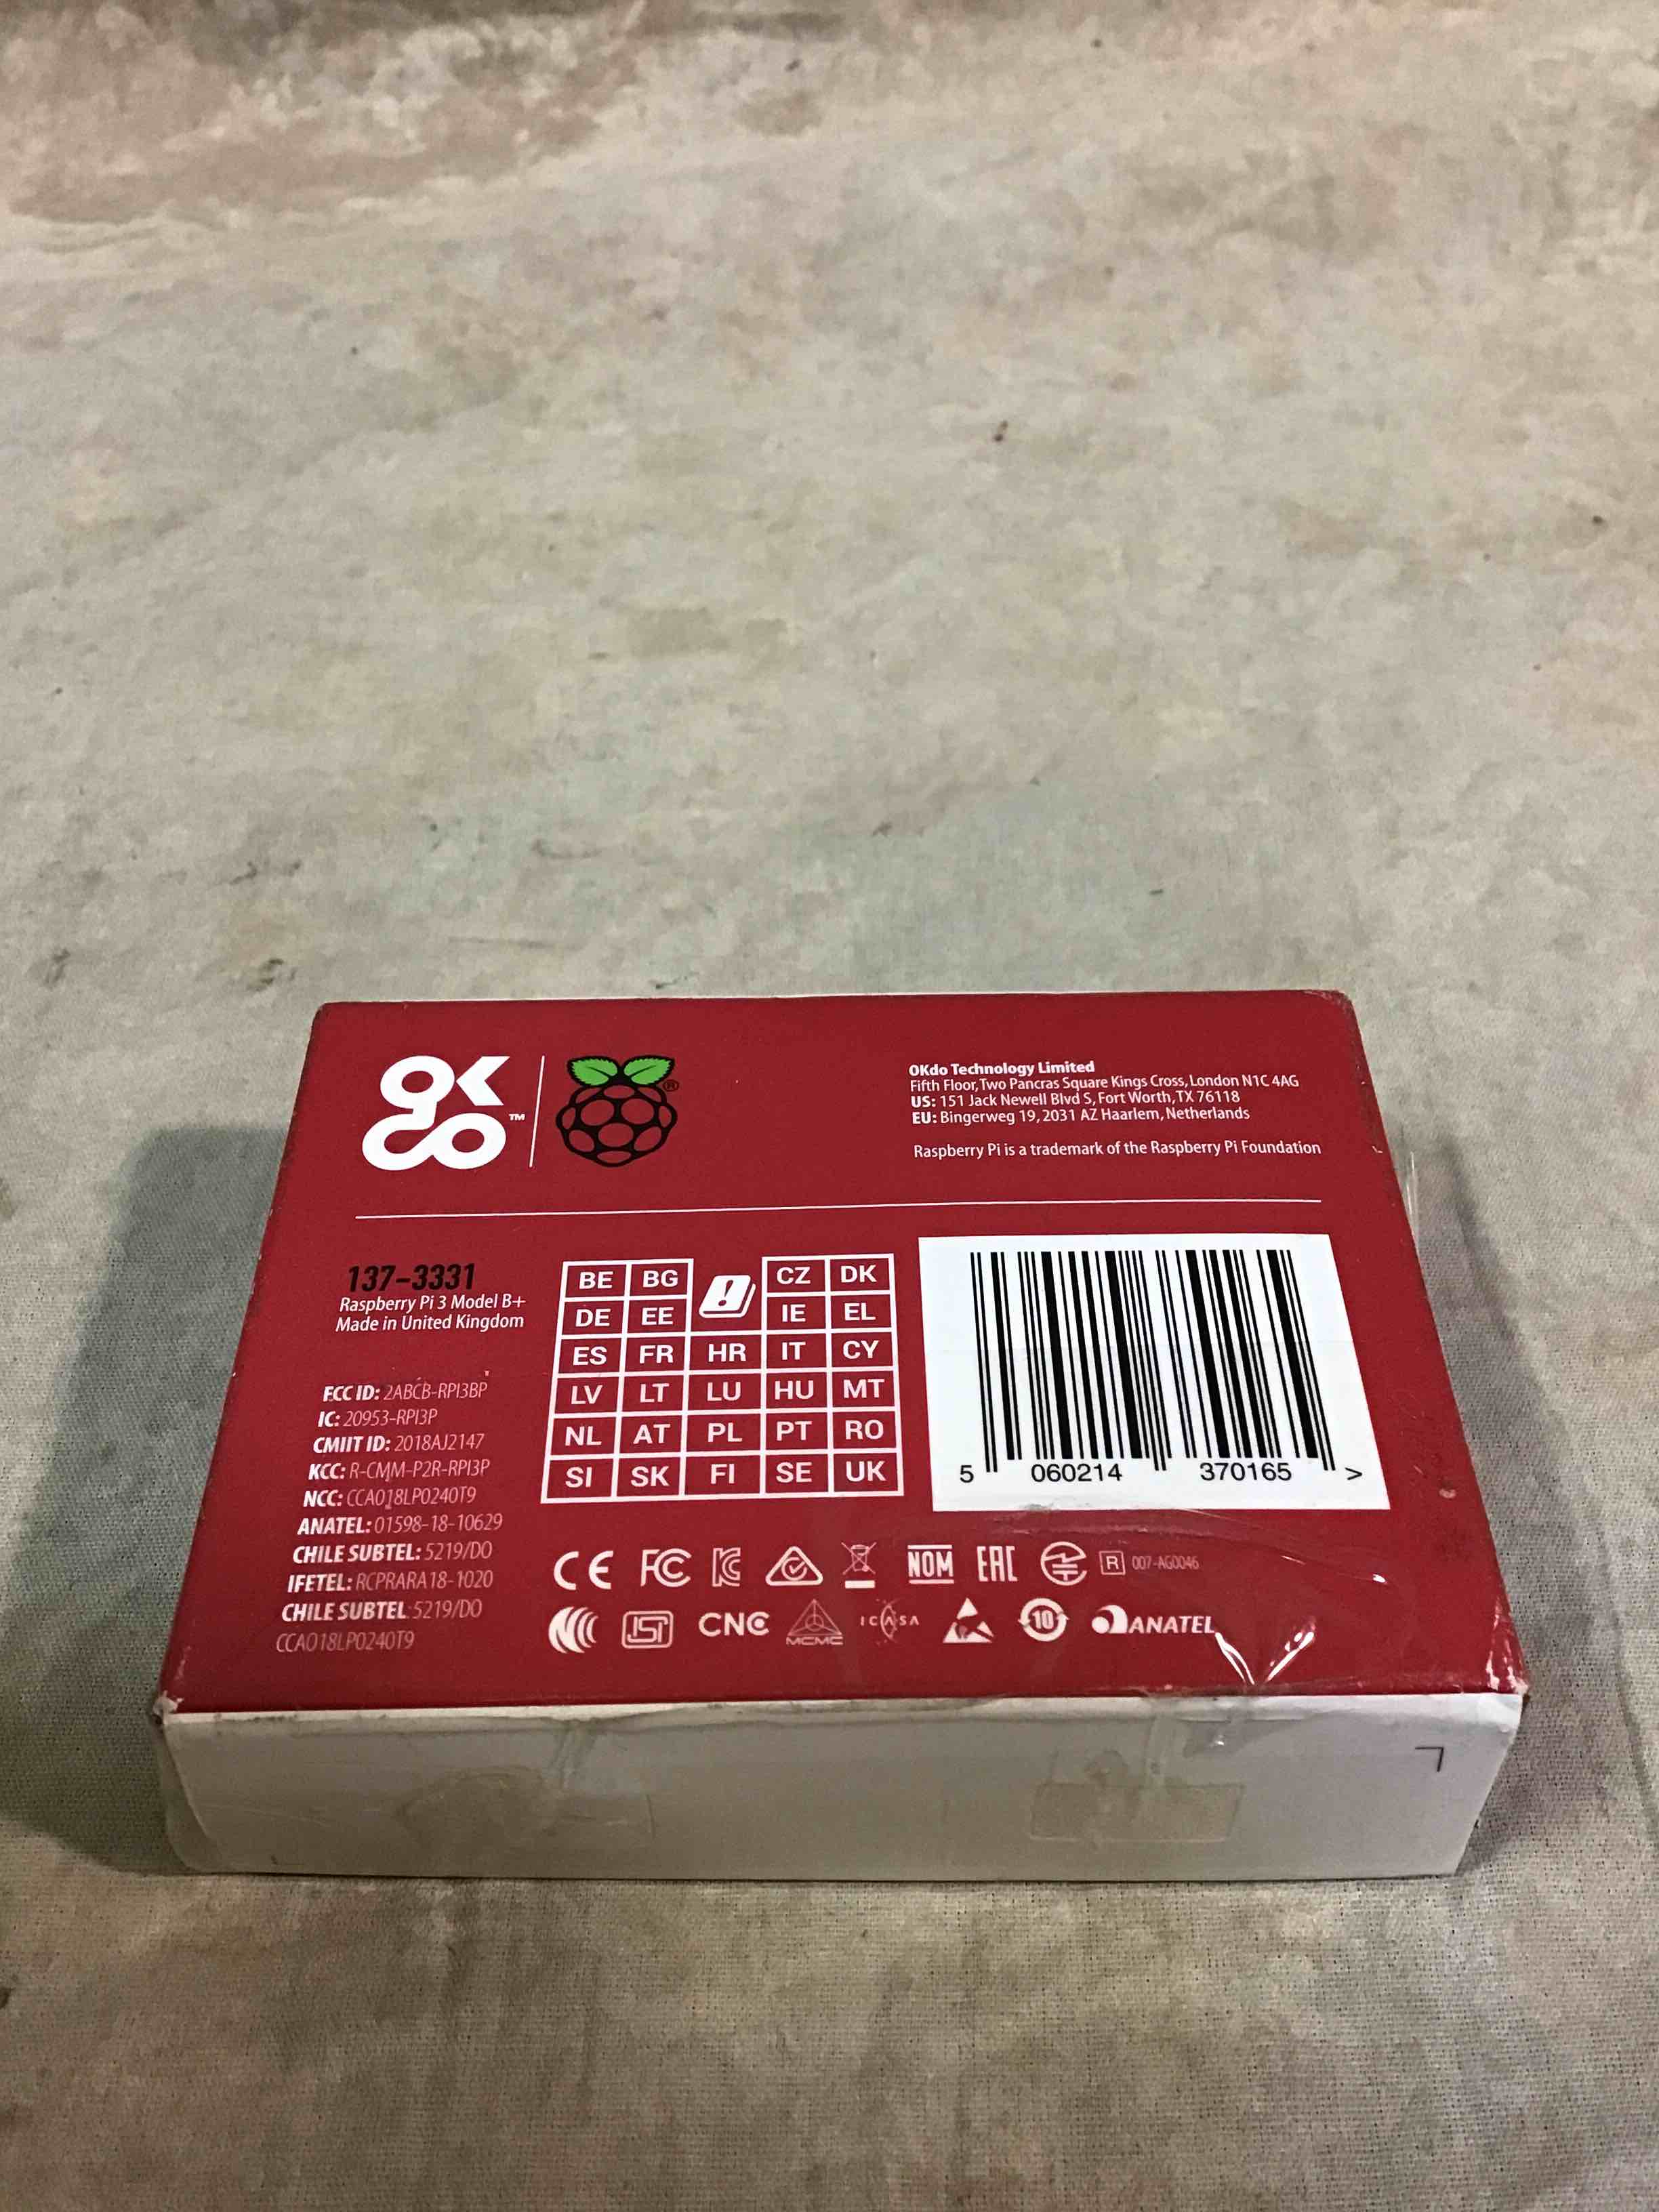 OKdo™
®
OKdo Technology Limited
Fifth Floor, Two Pancras Square Kings Cross, London N1C 4AG
US: 151 Jack Newell Blvd S, Fort Worth, TX 76118
EU: Bingerweg 19, 2031 AZ Haarlem, Netherlands
Raspberry Pi is a trademark of the Raspberry Pi Foundation
137-3331
Raspberry Pi 3 Model B+
Made in United Kingdom
FCC ID: 2ABCB-RPI3BP
IC: 20953-RPI3P
CMIIT ID: 2018AJ2147
KCC: R-CMM-P2R-RPI3P
NCC: CCAO18LP0240T9
ANATEL: 01598-18-10629
CHILE SUBTEL: 5219/DO
IFETEL: RCPRARA18-1020
CHILE SUBTEL: 5219/DO
CCAO18LP0240T9
BE BG ! CZ DK
DE EE IE EL
ES FR HR IT CY
LV LT LU HU MT
NL AT PL PT RO
SI SK FI SE UK
5 060214 370165 >
CE FC NOM EAC R 007-AG0046
JSI CNC MCMC ICASA 10 ANATEL